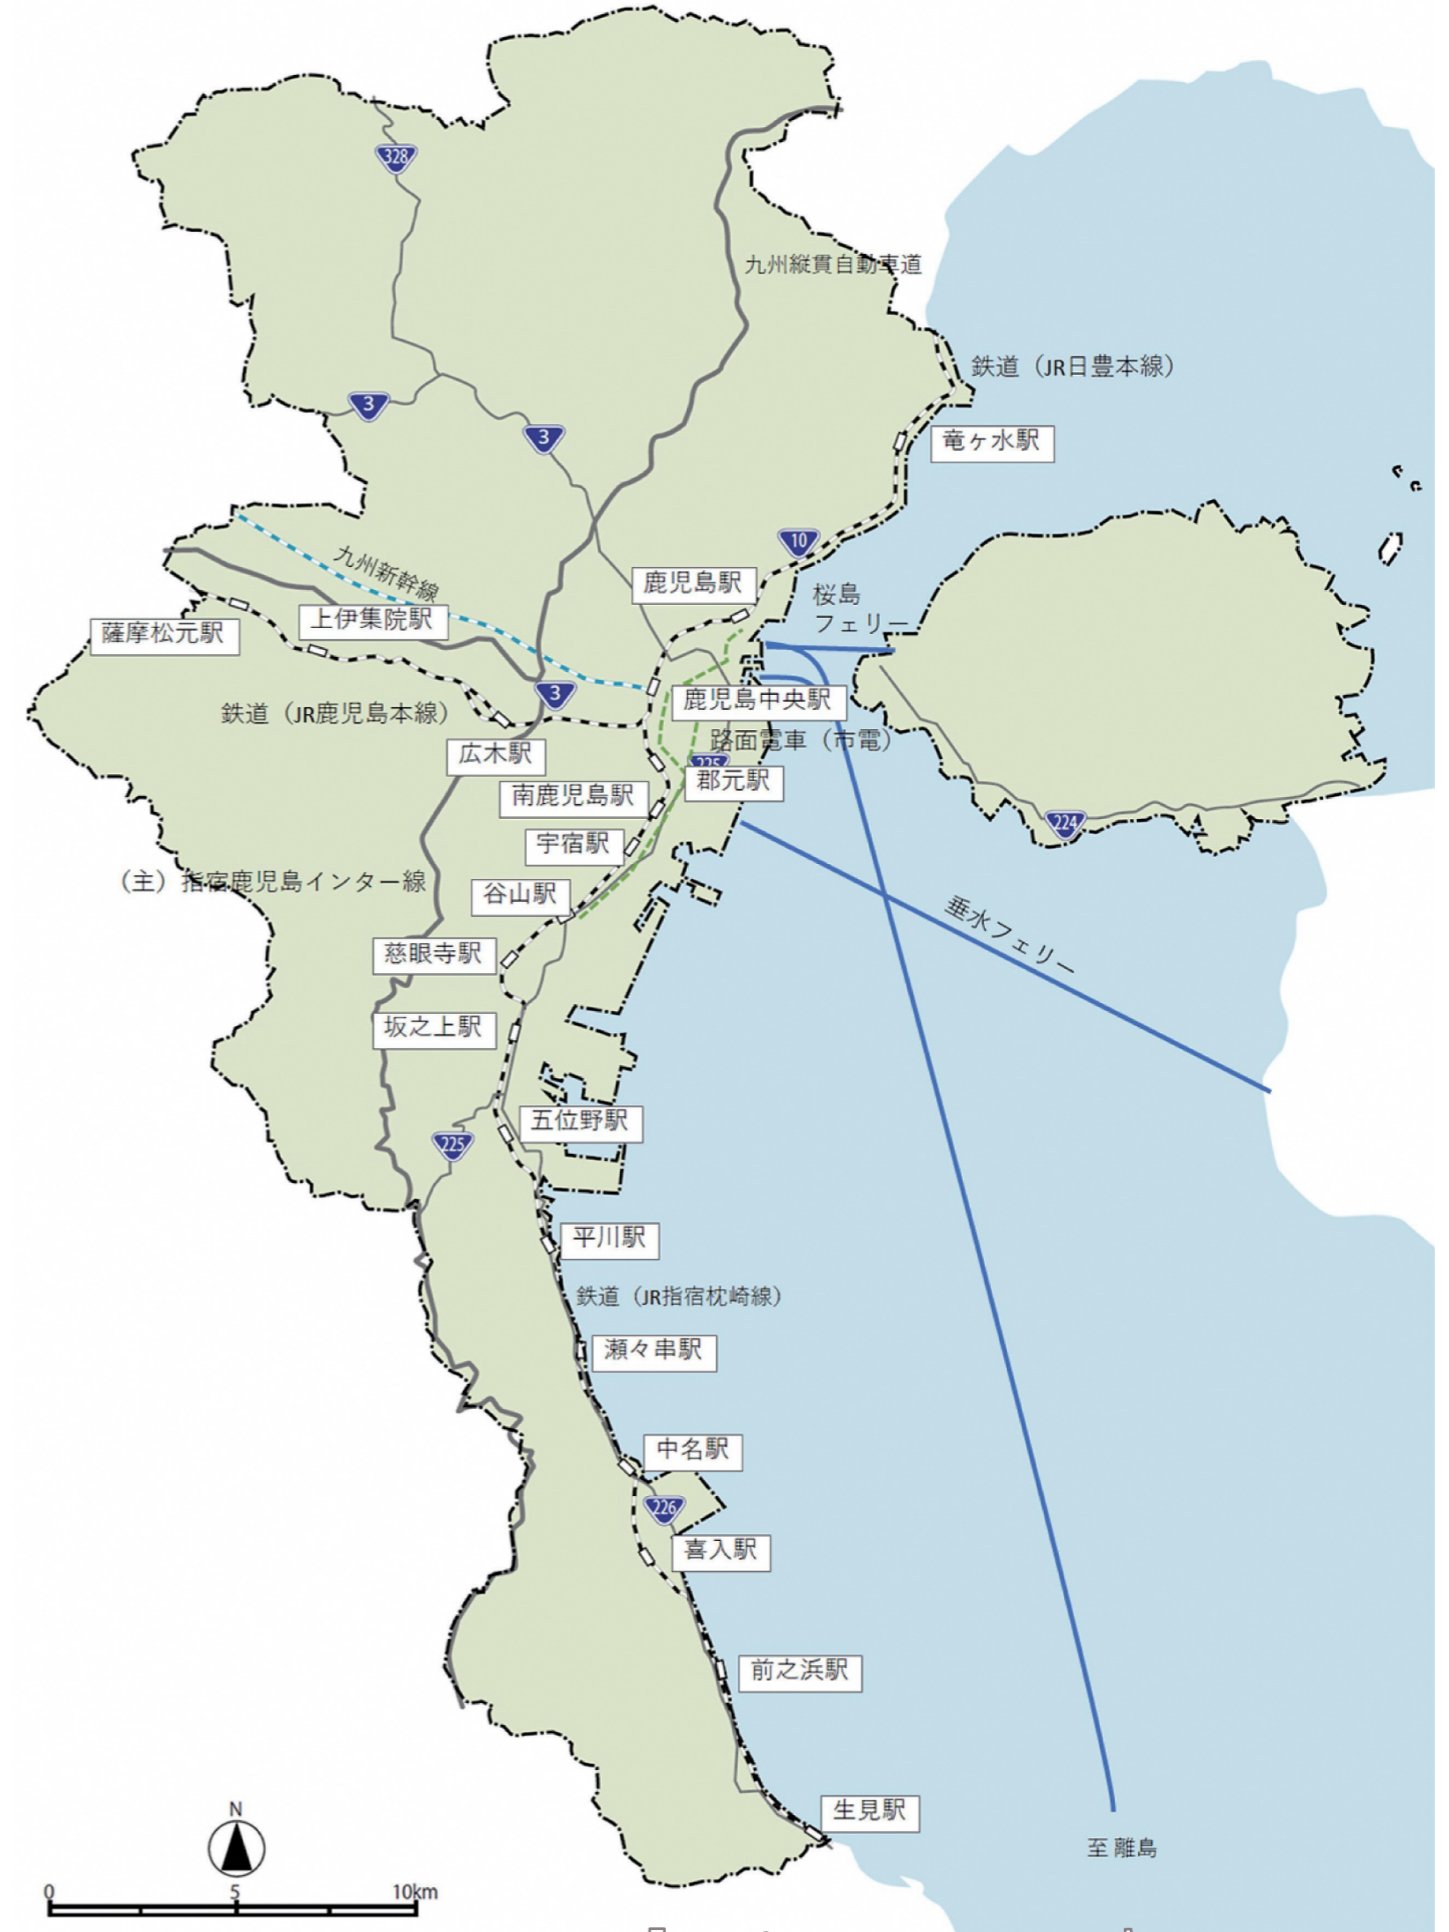 328
九州縦貫自動車道
鉄道（JR日豊本線）
3
3
竜ヶ水駅
10
九州新幹線
鹿児島駅
桜島
フェリー
上伊集院駅
薩摩松元駅
3
鹿児島中央駅
鉄道（JR鹿児島本線）
路面電車（市電）
広木駅
225
郡元駅
南鹿児島駅
224
宇宿駅
（主）指宿鹿児島インター線
谷山駅
垂水フェリー
慈眼寺駅
坂之上駅
五位野駅
225
平川駅
鉄道（JR指宿枕崎線）
瀬々串駅
中名駅
226
喜入駅
前之浜駅
生見駅
至 離島
N
0 5 10km